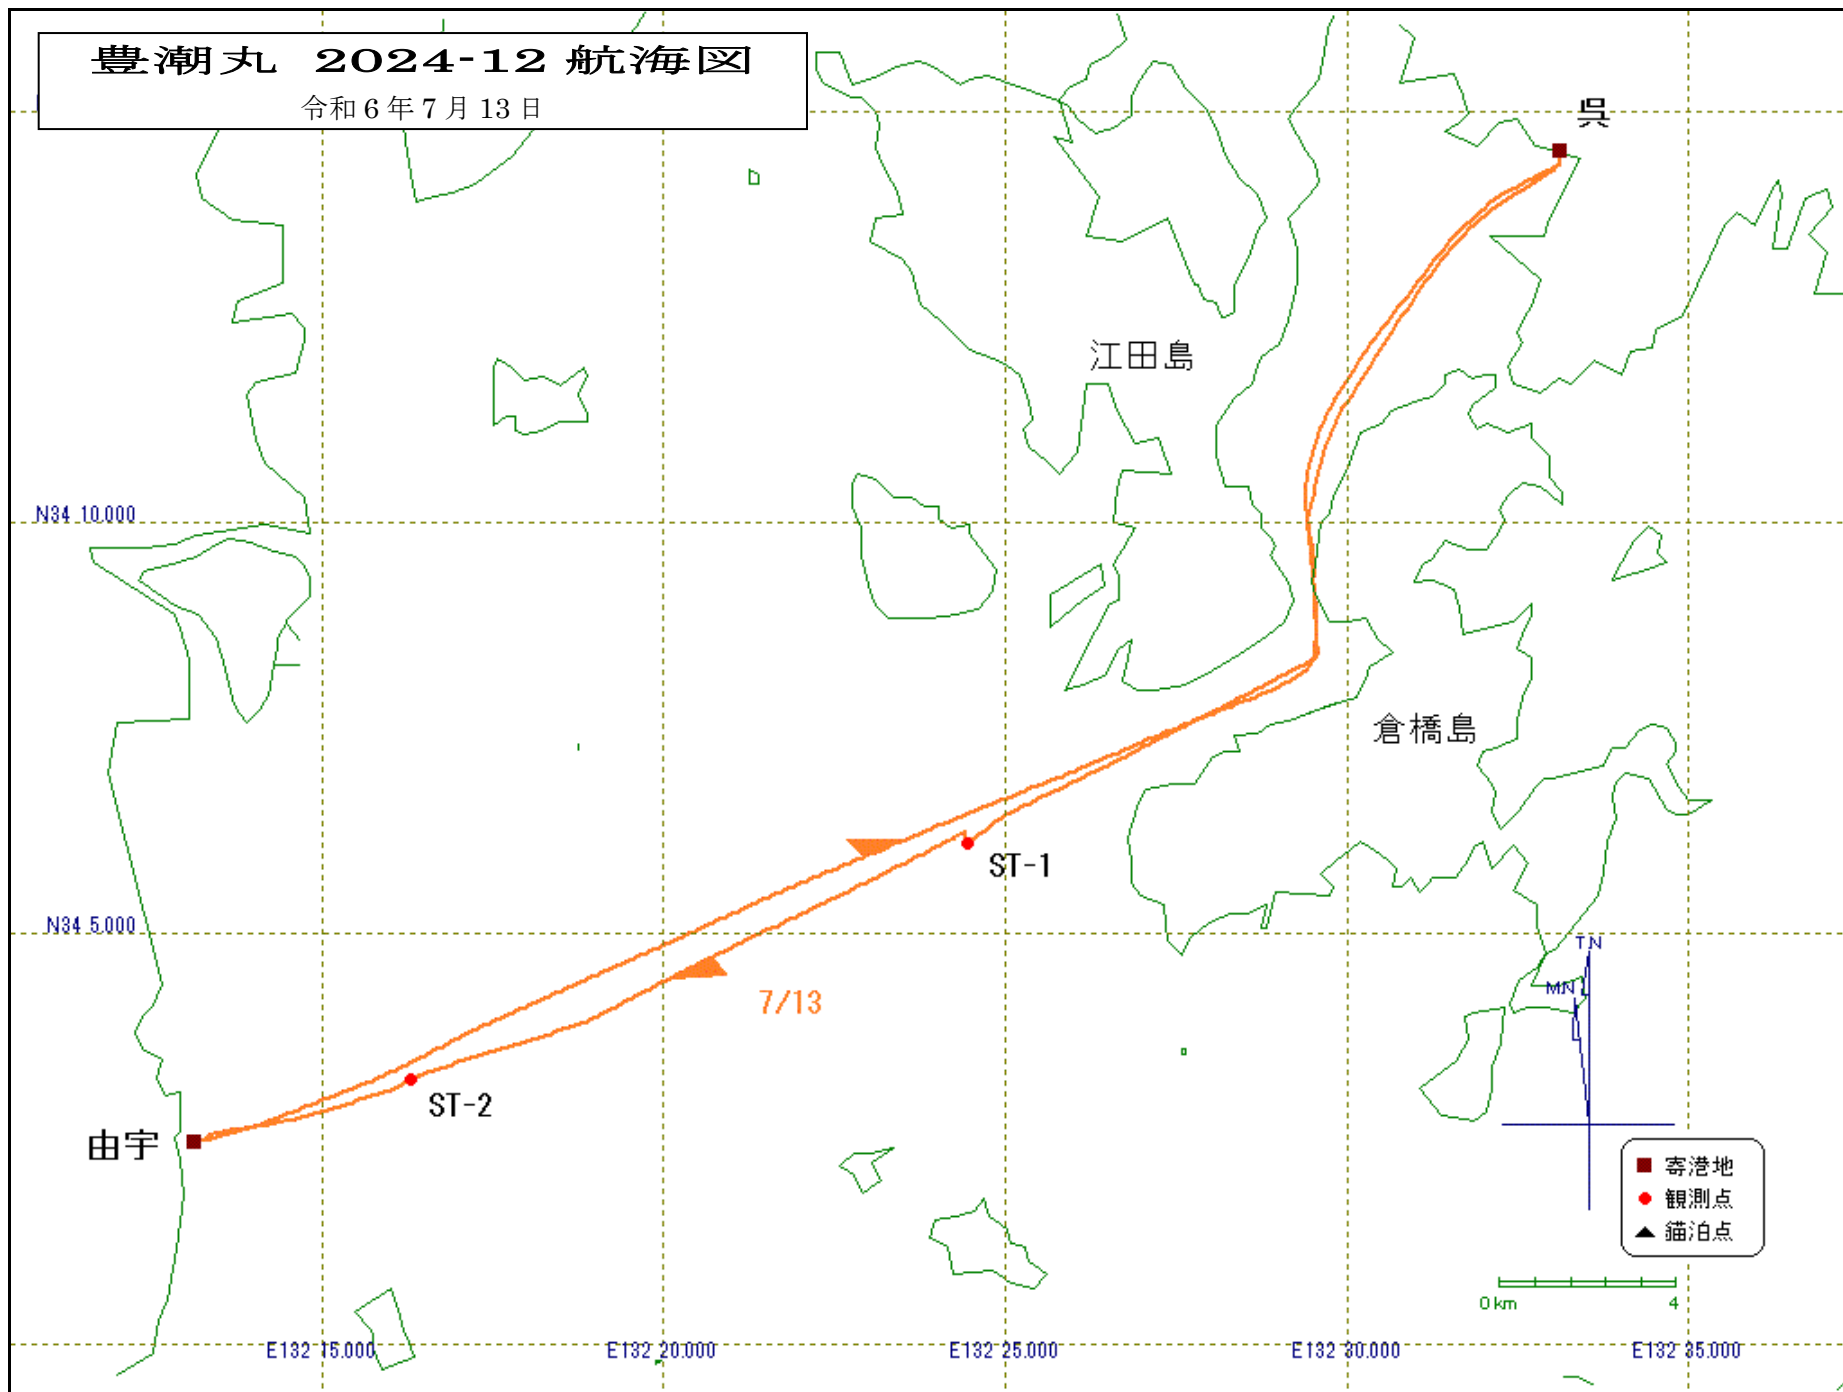 豊潮丸 2024-12 航海図
令和6年7月13日
呉
江田島
N34 10.000
倉橋島
ST-1
N34 5.000
TN
MN
7/13
ST-2
由宇
寄港地
観測点
錨泊点
0 km 4
E132 15.000 E132 20.000 E132 25.000 E132 30.000 E132 35.000